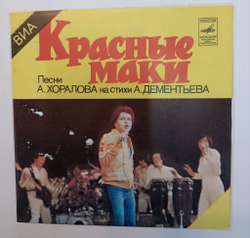 ВИА
Красные
маки
Песни
А. ХОРАЛОВА на стихи А. ДЕМЕНТЬЕВА